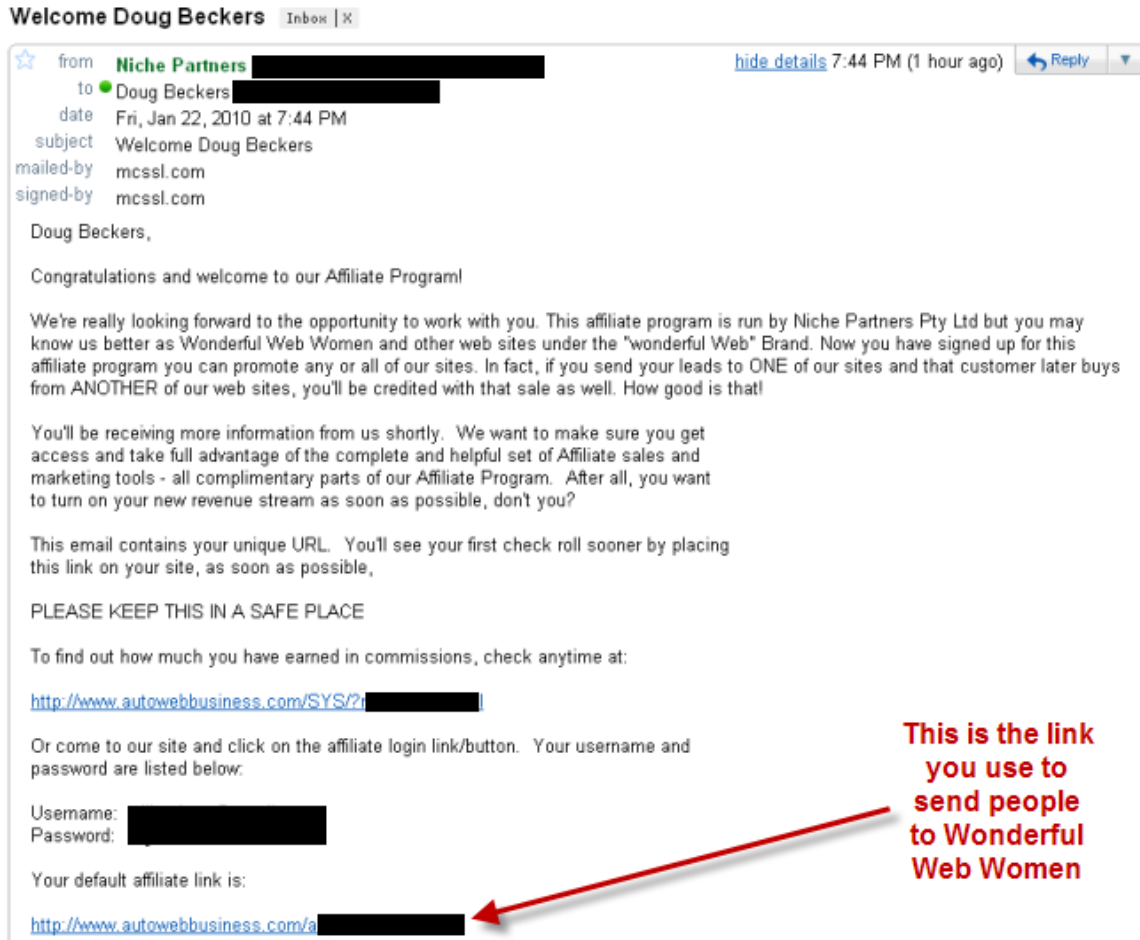 Welcome Doug Beckers Inbox | X
from Niche Partners hide details 7:44 PM (1 hour ago) Reply
to Doug Beckers
date Fri, Jan 22, 2010 at 7:44 PM
subject Welcome Doug Beckers
mailed-by mcssl.com
signed-by mcssl.com
Doug Beckers,
Congratulations and welcome to our Affiliate Program!
We're really looking forward to the opportunity to work with you. This affiliate program is run by Niche Partners Pty Ltd but you may
know us better as Wonderful Web Women and other web sites under the "wonderful Web" Brand. Now you have signed up for this
affiliate program you can promote any or all of our sites. In fact, if you send your leads to ONE of our sites and that customer later buys
from ANOTHER of our web sites, you'll be credited with that sale as well. How good is that!
You'll be receiving more information from us shortly. We want to make sure you get
access and take full advantage of the complete and helpful set of Affiliate sales and
marketing tools - all complimentary parts of our Affiliate Program. After all, you want
to turn on your new revenue stream as soon as possible, don't you?
This email contains your unique URL. You'll see your first check roll sooner by placing
this link on your site, as soon as possible,
PLEASE KEEP THIS IN A SAFE PLACE
To find out how much you have earned in commissions, check anytime at:
http://www.autowebbusiness.com/SYS/?r
Or come to our site and click on the affiliate login link/button. Your username and
password are listed below:
Username:
Password:
Your default affiliate link is:
http://www.autowebbusiness.com/a
This is the link
you use to
send people
to Wonderful
Web Women